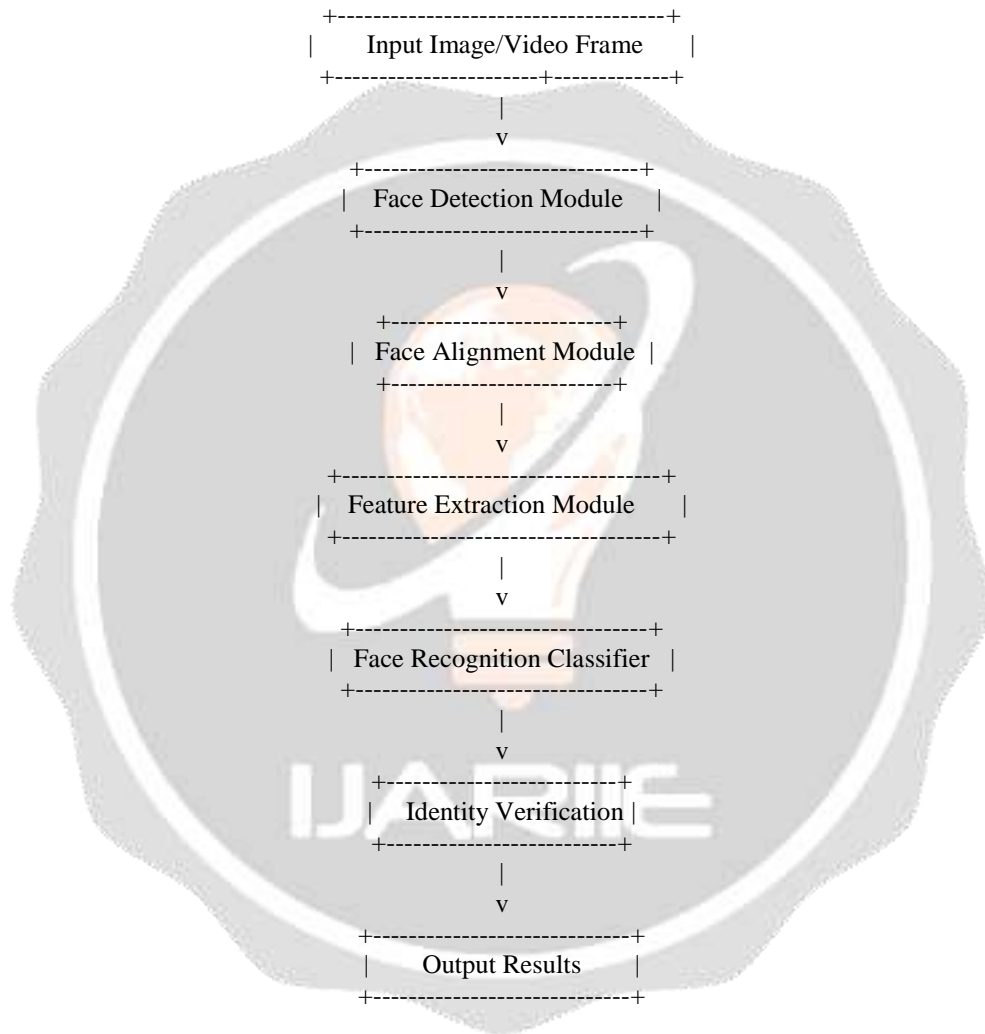 +--------------------------------------+
| Input Image/Video Frame |
+-----------------------+-------------+
|
v
+-------------------------------+
| Face Detection Module |
+-------------------------------+
|
v
+-------------------------+
| Face Alignment Module |
+-------------------------+
|
v
+-------------------------------------+
| Feature Extraction Module |
+------------------------------------+
|
v
+---------------------------------+
| Face Recognition Classifier |
+---------------------------------+
|
v
+--------------------------+
| Identity Verification |
+--------------------------+
|
v
+-----------------------------+
| Output Results |
+-----------------------------+
IJARIIE